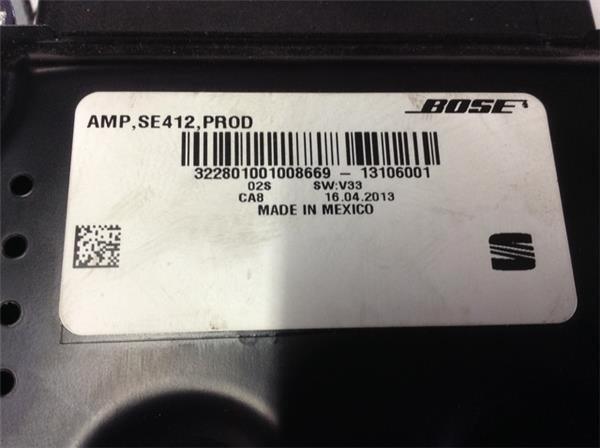 BOSE
AMP,SE412,PROD
322801001008669 - 13106001
02S SW:V33
CA8 16.04.2013
MADE IN MEXICO